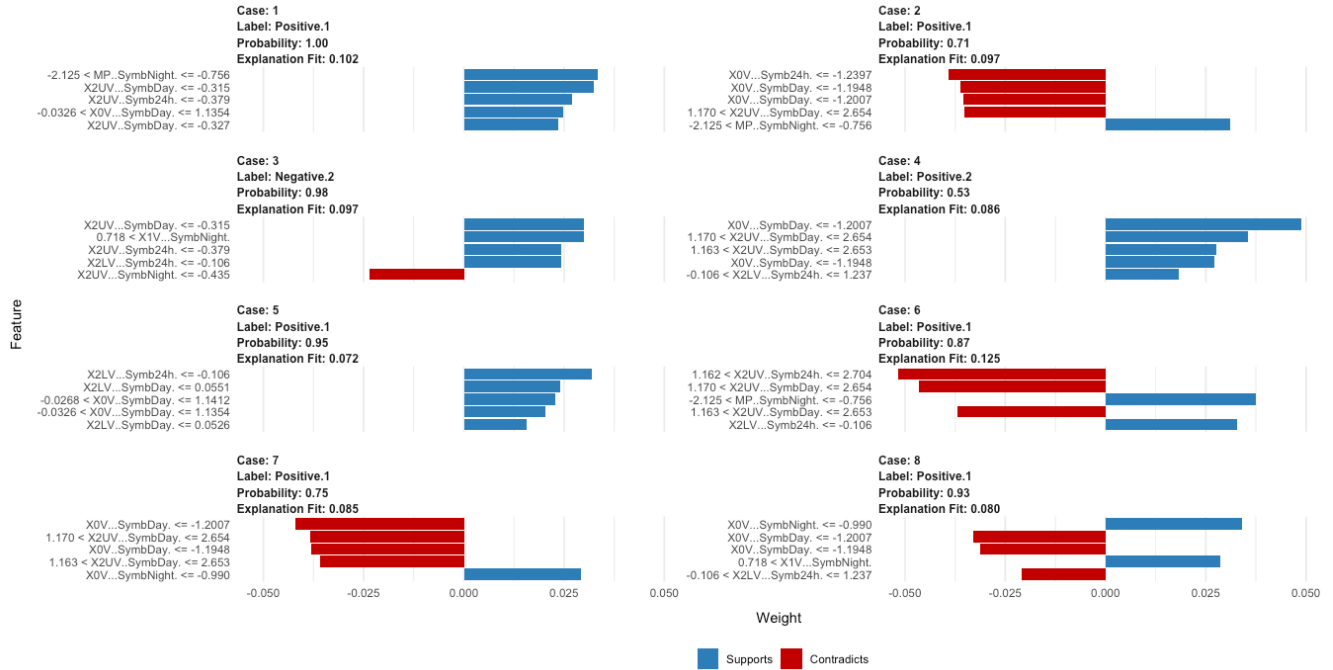 Case: 1
Label: Positive.1
Probability: 1.00
Explanation Fit: 0.102
-2.125 < MP..SymbNight. <= -0.756
X2UV...SymbDay. <= -0.315
X2UV...Symb24h. <= -0.379
-0.0326 < X0V...SymbDay. <= 1.1354
X2UV..SymbDay. <= -0.327
Case: 2
Label: Positive.1
Probability: 0.71
Explanation Fit: 0.097
X0V...Symb24h. <= -1.2397
X0V...SymbDay. <= -1.1948
X0V...SymbDay. <= -1.2007
1.170 < X2UV...SymbDay. <= 2.654
-2.125 < MP..SymbNight. <= -0.756
Case: 3
Label: Negative.2
Probability: 0.98
Explanation Fit: 0.097
X2UV...SymbDay. <= -0.315
0.718 < X1V...SymbNight.
X2UV...Symb24h. <= -0.379
X2LV...Symb24h. <= -0.106
X2UV...SymbNight. <= -0.435
Case: 4
Label: Positive.2
Probability: 0.53
Explanation Fit: 0.086
X0V...SymbDay. <= -1.2007
1.170 < X2UV...SymbDay. <= 2.654
1.163 < X2UV...SymbDay. <= 2.653
X0V...SymbDay. <= -1.1948
-0.106 < X2LV...Symb24h. <= 1.237
Case: 5
Label: Positive.1
Probability: 0.95
Explanation Fit: 0.072
X2LV...Symb24h. <= -0.106
X2LV...SymbDay. <= 0.0551
-0.0268 < X0V...SymbDay. <= 1.1412
-0.0326 < X0V...SymbDay. <= 1.1354
X2LV..SymbDay. <= 0.0526
Case: 6
Label: Positive.1
Probability: 0.87
Explanation Fit: 0.125
1.162 < X2UV...Symb24h. <= 2.704
1.170 < X2UV...SymbDay. <= 2.654
-2.125 < MP..SymbNight. <= -0.756
1.163 < X2UV...SymbDay. <= 2.653
X2LV...Symb24h. <= -0.106
Case: 7
Label: Positive.1
Probability: 0.75
Explanation Fit: 0.085
X0V...SymbDay. <= -1.2007
1.170 < X2UV...SymbDay. <= 2.654
X0V...SymbDay. <= -1.1948
1.163 < X2UV...SymbDay. <= 2.653
X0V...SymbNight. <= -0.990
Case: 8
Label: Positive.1
Probability: 0.93
Explanation Fit: 0.080
X0V...SymbNight. <= -0.990
X0V...SymbDay. <= -1.2007
X0V...SymbDay. <= -1.1948
0.718 < X1V...SymbNight.
-0.106 < X2LV...Symb24h. <= 1.237
Feature
-0.050 -0.025 0.000 0.025 0.050
-0.050 -0.025 0.000 0.025 0.050
Weight
Supports
Contradicts